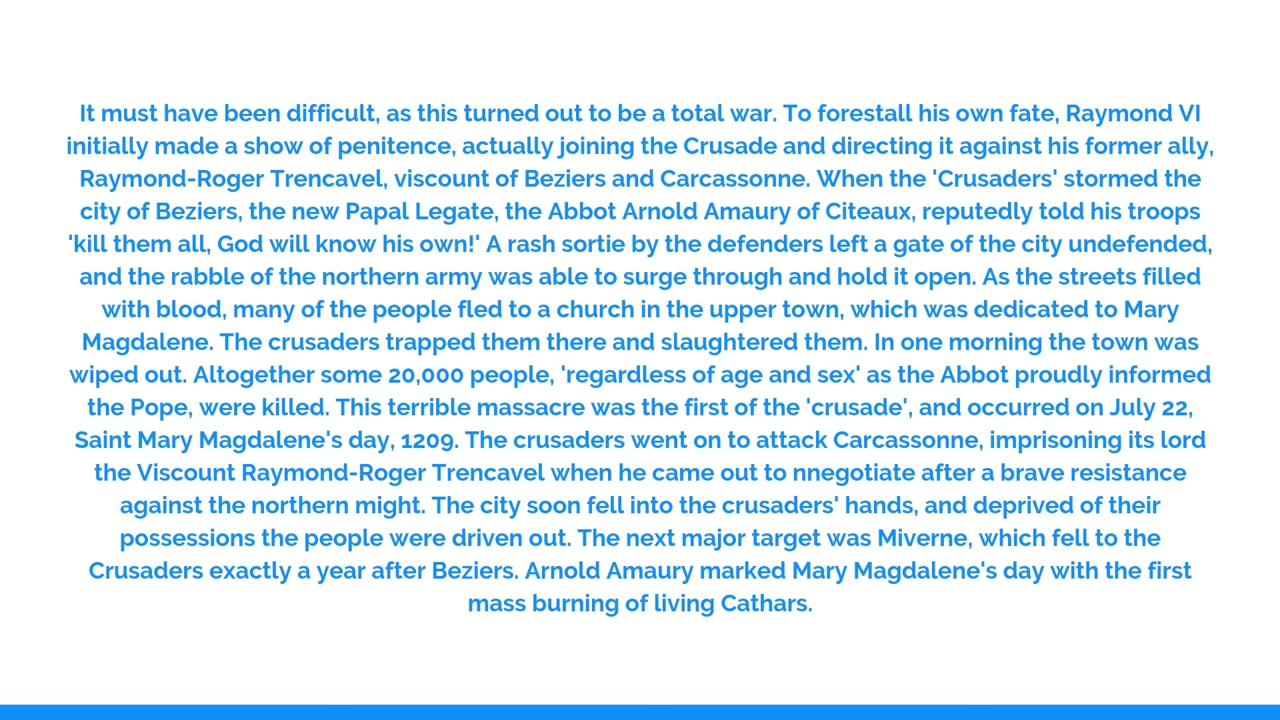 It must have been difficult, as this turned out to be a total war. To forestall his own fate, Raymond VI
initially made a show of penitence, actually joining the Crusade and directing it against his former ally,
Raymond-Roger Trencavel, viscount of Beziers and Carcassonne. When the 'Crusaders' stormed the
city of Beziers, the new Papal Legate, the Abbot Arnold Amaury of Citeaux, reputedly told his troops
'kill them all, God will know his own!' A rash sortie by the defenders left a gate of the city undefended,
and the rabble of the northern army was able to surge through and hold it open. As the streets filled
with blood, many of the people fled to a church in the upper town, which was dedicated to Mary
Magdalene. The crusaders trapped them there and slaughtered them. In one morning the town was
wiped out. Altogether some 20,000 people, 'regardless of age and sex' as the Abbot proudly informed
the Pope, were killed. This terrible massacre was the first of the 'crusade', and occurred on July 22,
Saint Mary Magdalene's day, 1209. The crusaders went on to attack Carcassonne, imprisoning its lord
the Viscount Raymond-Roger Trencavel when he came out to nnegotiate after a brave resistance
against the northern might. The city soon fell into the crusaders' hands, and deprived of their
possessions the people were driven out. The next major target was Miverne, which fell to the
Crusaders exactly a year after Beziers. Arnold Amaury marked Mary Magdalene's day with the first
mass burning of living Cathars.